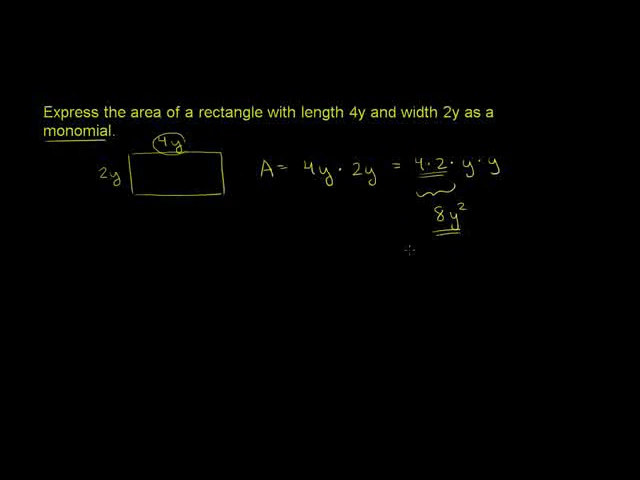 Express the area of a rectangle with length 4y and width 2y as a
monomial.
4y
2y
A = 4y · 2y = 4 · 2 · y · y
8y²